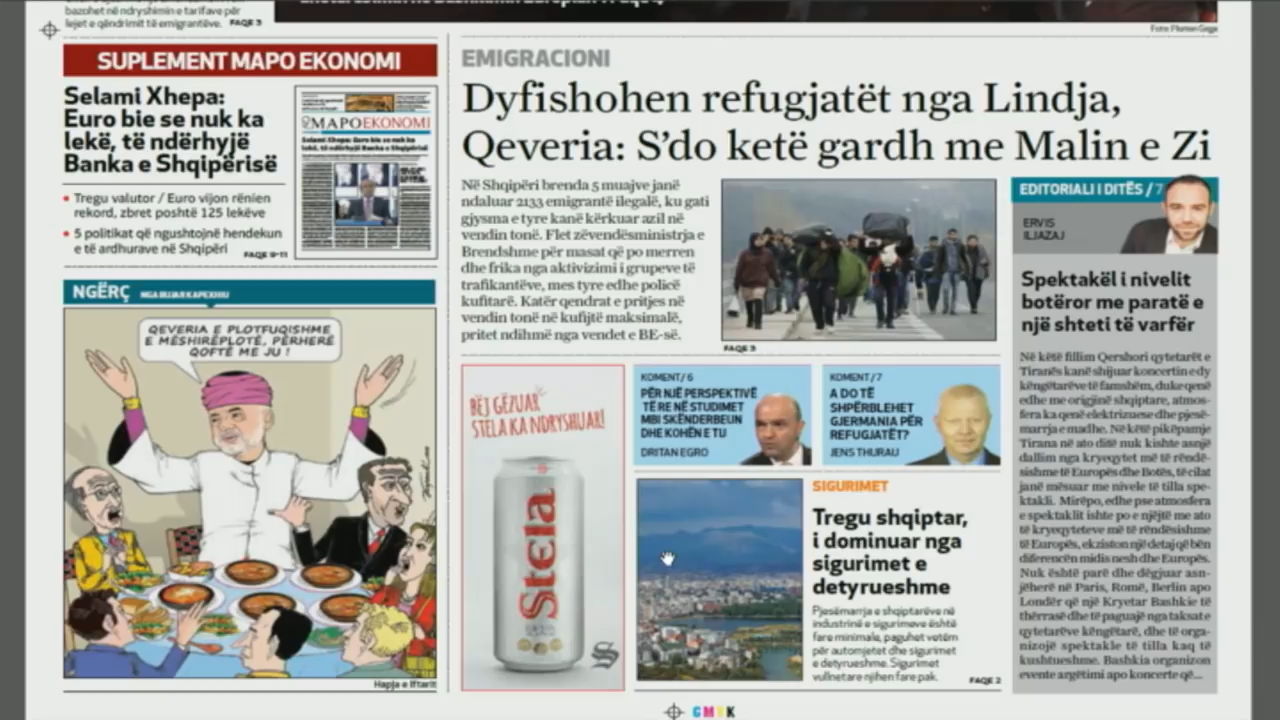 bazohet në ndryshimin e tarifave për
lejet e qëndrimit të emigrantëve. FAQE 3
SUPLEMENT MAPO EKONOMI
Selami Xhepa:
Euro bie se nuk ka
lekë, të ndërhyjë
Banka e Shqipërisë
• Tregu valutor / Euro vijon rënien
rekord, zbret poshtë 125 lekëve
• 5 politikat që ngushtojnë hendekun
e të ardhurave në Shqipëri
FAQE 9-11
MAPOEKONOMI
Selami Xhepa: Euro bie se nuk ka
lekë, të ndërhyjë Banka e Shqipërisë
NGËRÇ NGA BUJAR KAPEXHIU
QEVERIA E PLOTFUQISHME
E MËSHIRËPLOTË, PËRHERË
QOFTË ME JU !
Hapja e Iftarit
EMIGRACIONI
Dyfishohen refugjatët nga Lindja,
Qeveria: S’do ketë gardh me Malin e Zi
Në Shqipëri brenda 5 muajve janë
ndaluar 2133 emigrantë ilegalë, ku gati
gjysma e tyre kanë kërkuar azil në
vendin tonë. Flet zëvendësministrja e
Brendshme për masat që po merren
dhe frika nga aktivizimi i grupeve të
trafikantëve, mes tyre edhe policë
kufitarë. Katër qendrat e pritjes në
vendin tonë në kufijtë maksimalë,
pritet ndihmë nga vendet e BE-së.
FAQE 3
BËJ GËZUAR
STELA KA NDRYSHUAR!
Stela
KOMENT/ 6
PËR NJË PERSPEKTIVË
TË RE NË STUDIMET
MBI SKËNDERBEUN
DHE KOHËN E TIJ
DRITAN EGRO
KOMENT/7
A DO TË
SHPËRBLEHET
GJERMANIA PËR
REFUGJATËT?
JENS THURAU
SIGURIMET
Tregu shqiptar,
i dominuar nga
sigurimet e
detyrueshme
Pjesëmarrja e shqiptarëve në
industrinë e sigurimeve është
fare minimale, paguhet vetëm
për automjetet dhe sigurimet
e detyrueshme. Sigurimet
vullnetare njihen fare pak.
FAQE 2
EDITORIALI I DITËS / 7
ERVIS
ILJAZAJ
Spektakël i nivelit
botëror me paratë e
një shteti të varfër
Në këtë fillim Qershori qytetarët e
Tiranës kanë shijuar koncertin e dy
këngëtarëve të famshëm, duke qenë
edhe me origjinë shqiptare, atmos-
fera ka qenë elektrizuese dhe pjesë-
marrja e madhe. Në këtë pikëpamje
Tirana në ato ditë nuk kishte asnjë
dallim nga kryeqytet më të rëndë-
sishme të Europës dhe Botës, të cilat
janë mësuar me nivele të tilla spe-
ktakli. Mirëpo, edhe pse atmosfera
e spektaklit ishte po e njëjtë me ato
të kryeqyteteve më të rëndësishme
të Europës, ekziston një detaj që bën
diferencën midis nesh dhe Europës.
Nuk është parë dhe dëgjuar asn-
jëherë në Paris, Romë, Berlin apo
Londër që një Kryetar Bashkie të
thërrasë dhe të paguajë nga taksat e
qytetarëve këngëtarë, dhe të orga-
nizojë spektakle të tilla kaq të
kushtueshme. Bashkia organizon
evente argëtimi apo koncerte që...
CMYK